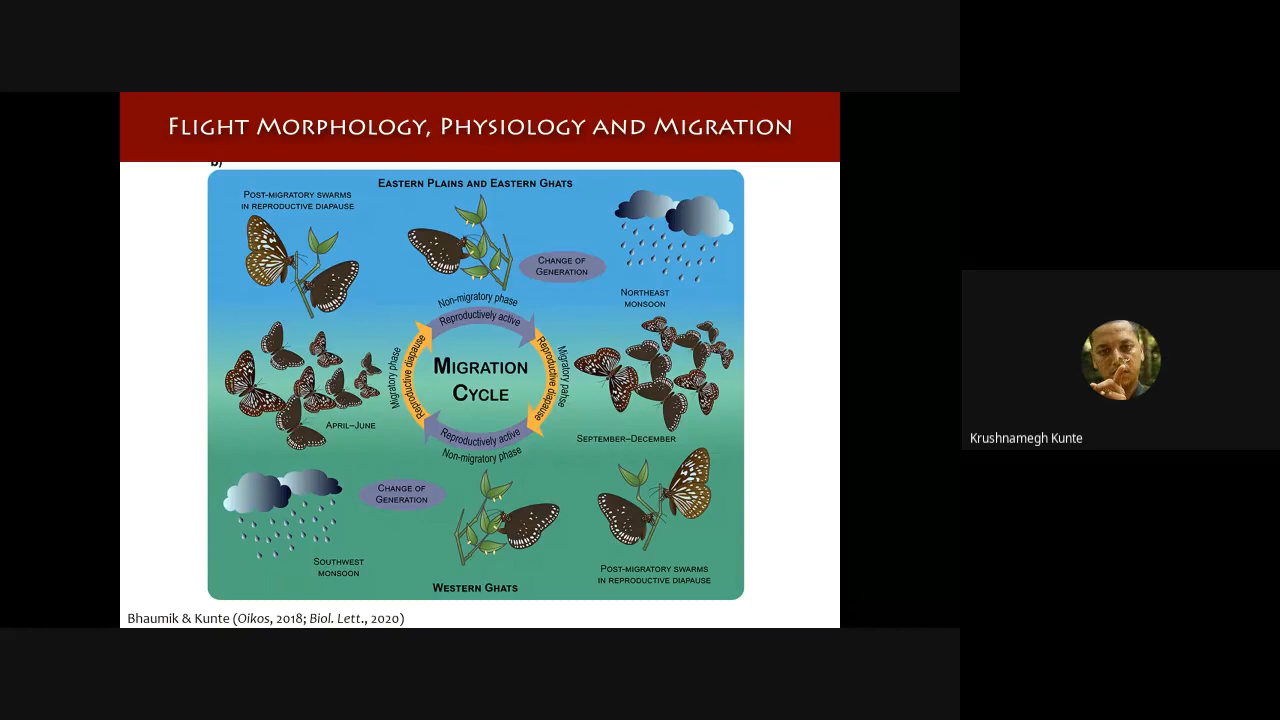 FLIGHT MORPHOLOGY, PHYSIOLOGY AND MIGRATION
b)
EASTERN PLAINS AND EASTERN GHATS
POST-MIGRATORY SWARMS
IN REPRODUCTIVE DIAPAUSE
CHANGE OF
GENERATION
NORTHEAST
MONSOON
Non-migratory phase
Reproductively active
Migratory phase
Reproductive diapause
MIGRATION
CYCLE
Reproductive diapause
Migratory pahse
APRIL–JUNE
SEPTEMBER–DECEMBER
Reproductively active
Non-migratory phase
CHANGE OF
GENERATION
SOUTHWEST
MONSOON
WESTERN GHATS
POST-MIGRATORY SWARMS
IN REPRODUCTIVE DIAPAUSE
Bhaumik & Kunte (Oikos, 2018; Biol. Lett., 2020)
Krushnamegh Kunte